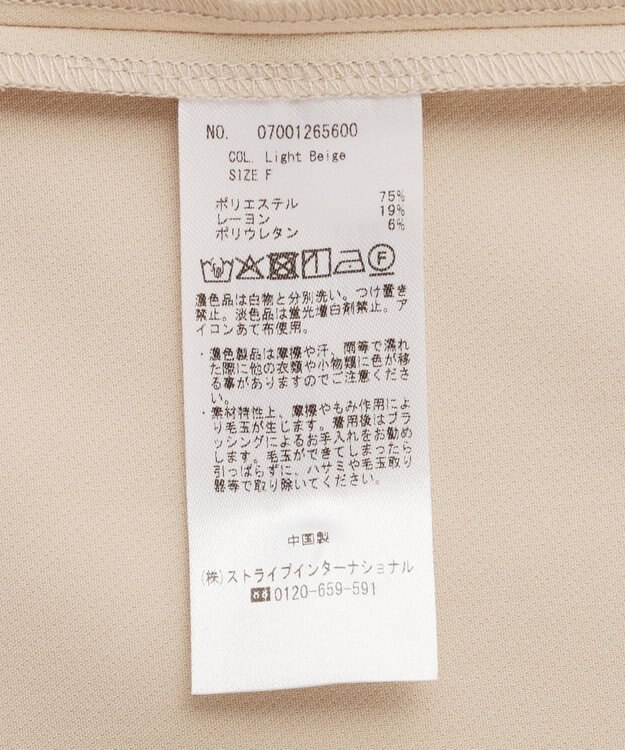 NO. 07001265600
COL. Light Beige
SIZE F
ポリエステル 75%
レーヨン 19%
ポリウレタン 6%
F
濃色品は白物と分別洗い。つけ置き
禁止。淡色品は蛍光増白剤禁止。ア
イコンあて布使用。
・濃色製品は摩擦や汗、雨等で濡れ
た際に他の衣類や小物類に色が移
る事がありますのでご注意くださ
い。
・素材特性上、摩擦やもみ作用によ
り毛玉が生じます。着用後はブラ
ッシングによるお手入れをお勧め
します。毛玉ができてしまったら
引っぱらずに、ハサミや毛玉取り
器等で取り除いてください。
中国製
(株)ストライプインターナショナル
0120-659-591